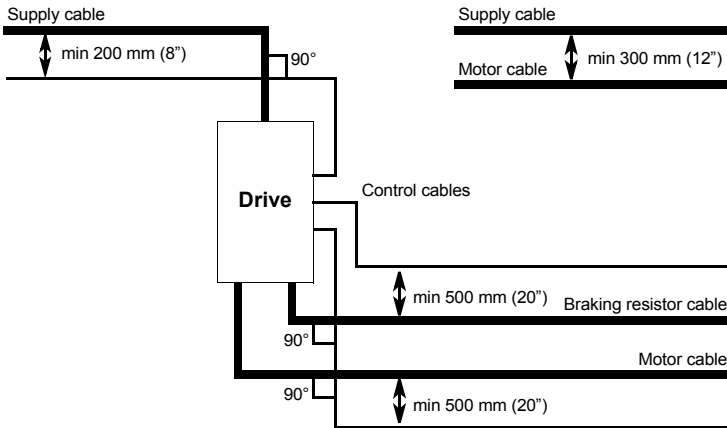 Supply cable
min 200 mm (8”)
90°
Supply cable
Motor cable
min 300 mm (12”)
Drive
Control cables
min 500 mm (20”)
Braking resistor cable
90°
Motor cable
90°
min 500 mm (20”)